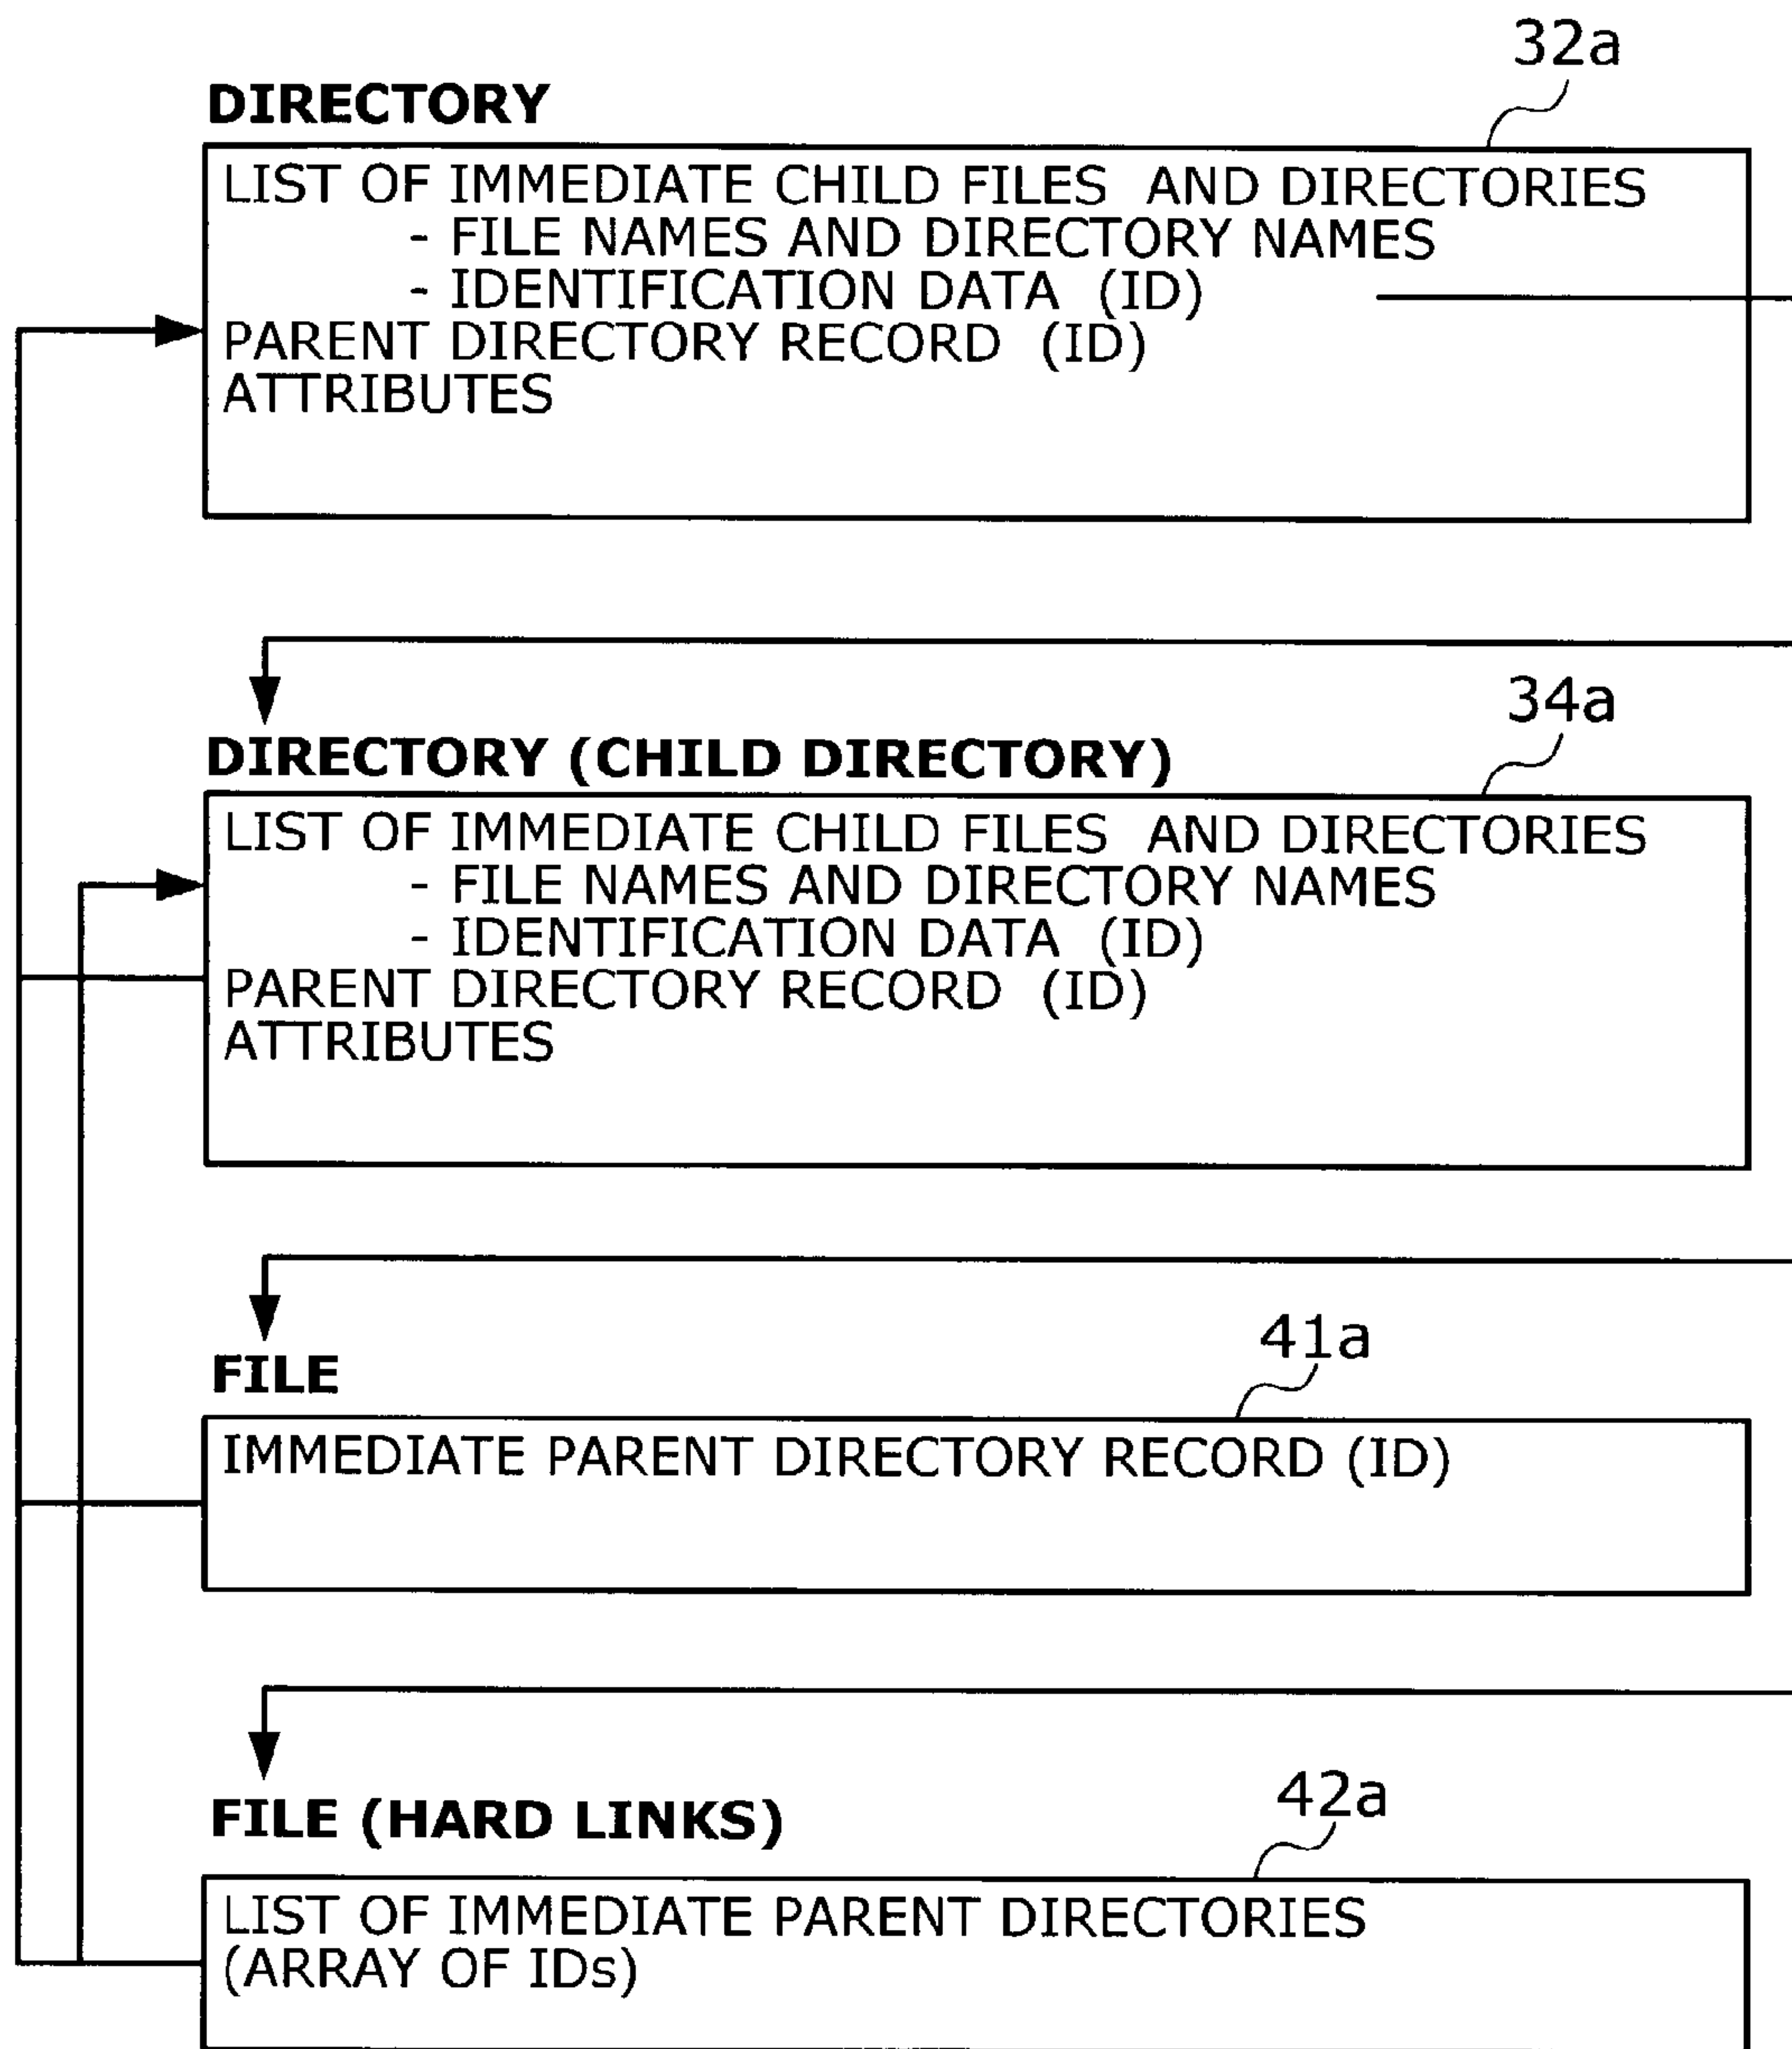 32a
DIRECTORY
LIST OF IMMEDIATE CHILD FILES AND DIRECTORIES
- FILE NAMES AND DIRECTORY NAMES
- IDENTIFICATION DATA (ID)
PARENT DIRECTORY RECORD (ID)
ATTRIBUTES
34a
DIRECTORY (CHILD DIRECTORY)
LIST OF IMMEDIATE CHILD FILES AND DIRECTORIES
- FILE NAMES AND DIRECTORY NAMES
- IDENTIFICATION DATA (ID)
PARENT DIRECTORY RECORD (ID)
ATTRIBUTES
41a
FILE
IMMEDIATE PARENT DIRECTORY RECORD (ID)
42a
FILE (HARD LINKS)
LIST OF IMMEDIATE PARENT DIRECTORIES
(ARRAY OF IDs)